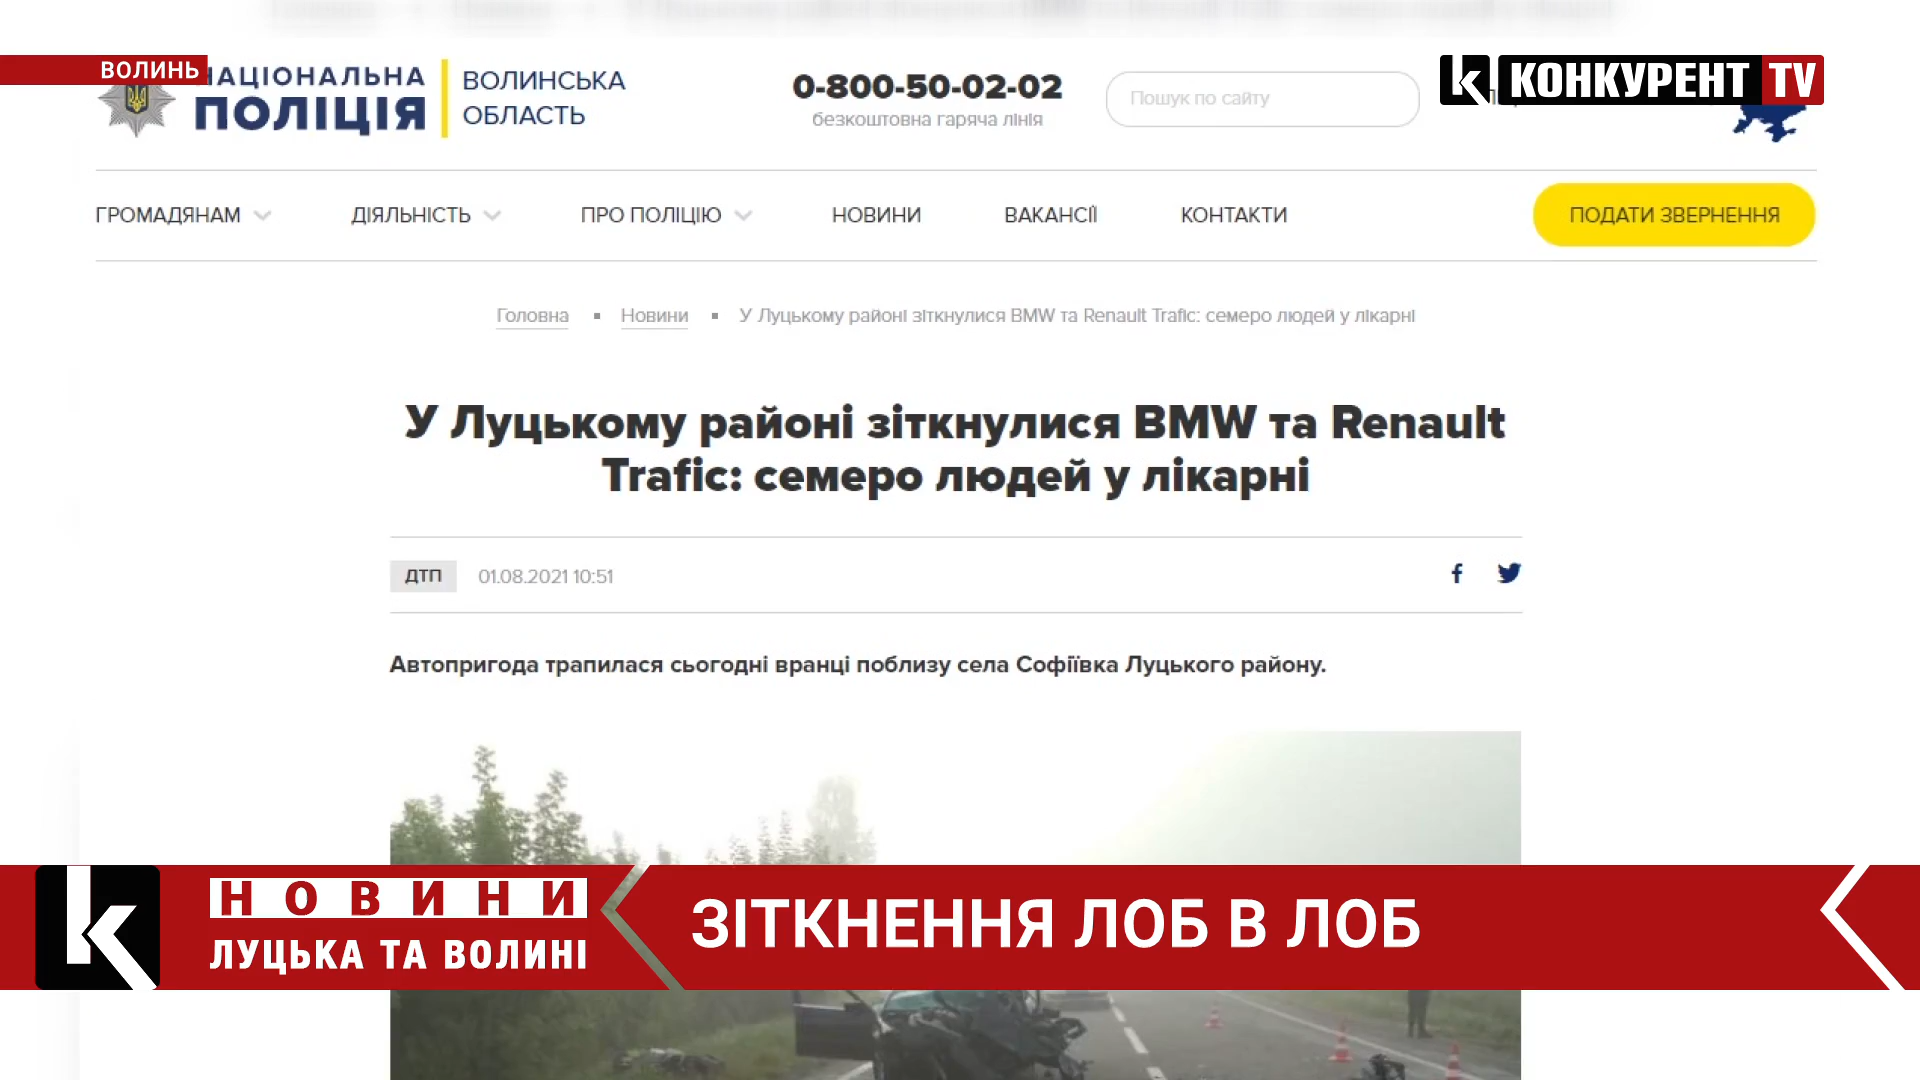 ВОЛИНЬ
НАЦІОНАЛЬНА
ПОЛІЦІЯ
ВОЛИНСЬКА
ОБЛАСТЬ
0-800-50-02-02
безкоштовна гаряча лінія
Пошук по сайту
КОНКУРЕНТ TV
ГРОМАДЯНАМ
ДІЯЛЬНІСТЬ
ПРО ПОЛІЦІЮ
НОВИНИ
ВАКАНСІЇ
КОНТАКТИ
ПОДАТИ ЗВЕРНЕННЯ
Головна ▪ Новини ▪ У Луцькому районі зіткнулися BMW та Renault Trafic: семеро людей у лікарні
У Луцькому районі зіткнулися BMW та Renault
Trafic: семеро людей у лікарні
ДТП 01.08.2021 10:51
Автопригода трапилася сьогодні вранці поблизу села Софіївка Луцького району.
НОВИНИ
ЛУЦЬКА ТА ВОЛИНІ
ЗІТКНЕННЯ ЛОБ В ЛОБ